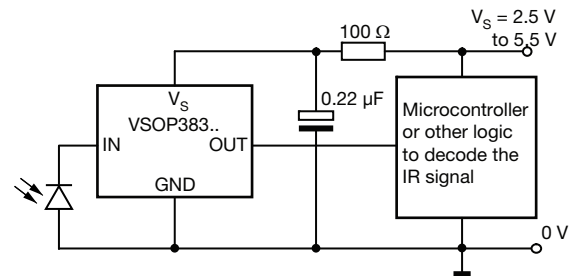 100 Ω
V_S = 2.5 V
to 5.5 V
0.22 µF
V_S
VSOP383..
IN
OUT
GND
Microcontroller
or other logic
to decode the
IR signal
0 V